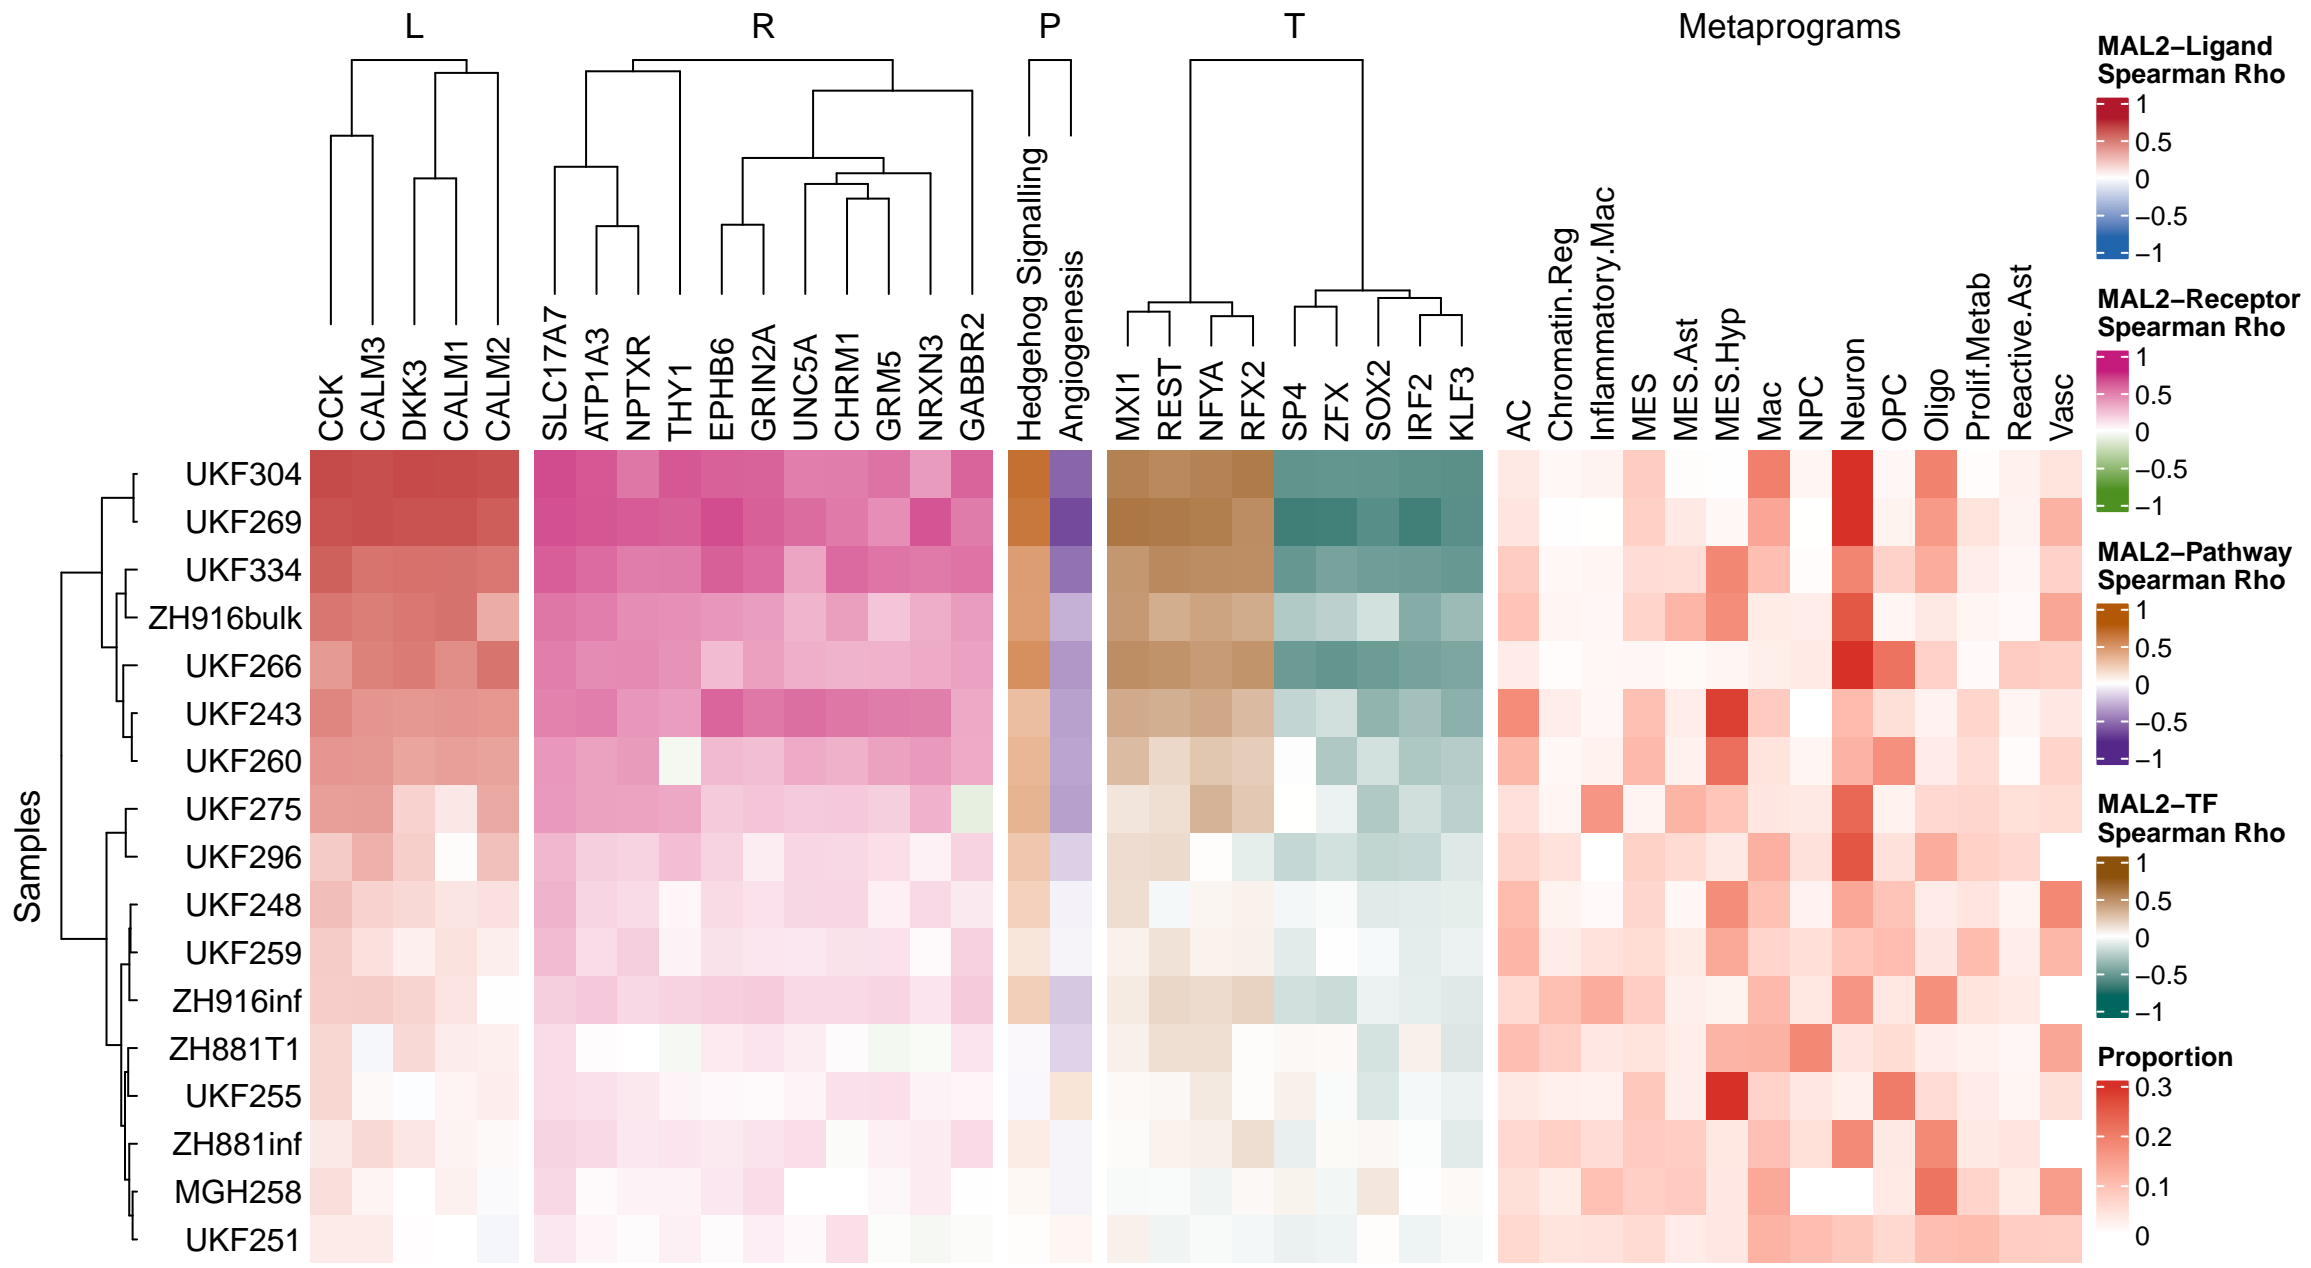 L
R
P
T
Metaprograms
CCK
CALM3
DKK3
CALM1
CALM2
SLC17A7
ATP1A3
NPTXR
THY1
EPHB6
GRIN2A
UNC5A
CHRM1
GRM5
NRXN3
GABBR2
Hedgehog Signalling
Angiogenesis
MXI1
REST
NFYA
RFX2
SP4
ZFX
SOX2
IRF2
KLF3
AC
Chromatin.Reg
Inflammatory.Mac
MES
MES.Ast
MES.Hyp
Mac
NPC
Neuron
OPC
Oligo
Prolif.Metab
Reactive.Ast
Vasc
Samples
UKF304
UKF269
UKF334
ZH916bulk
UKF266
UKF243
UKF260
UKF275
UKF296
UKF248
UKF259
ZH916inf
ZH881T1
UKF255
ZH881inf
MGH258
UKF251
MAL2−Ligand
Spearman Rho
1
0.5
0
−0.5
−1
MAL2−Receptor
Spearman Rho
1
0.5
0
−0.5
−1
MAL2−Pathway
Spearman Rho
1
0.5
0
−0.5
−1
MAL2−TF
Spearman Rho
1
0.5
0
−0.5
−1
Proportion
0.3
0.2
0.1
0